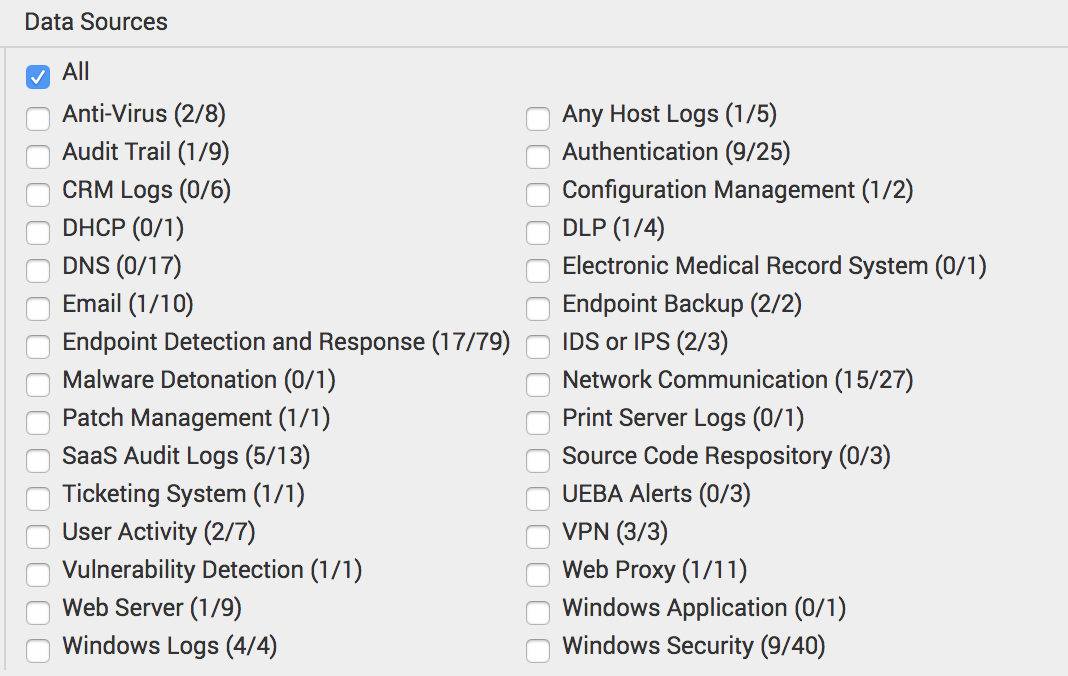 Data Sources
All
Anti-Virus (2/8)
Any Host Logs (1/5)
Audit Trail (1/9)
Authentication (9/25)
CRM Logs (0/6)
Configuration Management (1/2)
DHCP (0/1)
DLP (1/4)
DNS (0/17)
Electronic Medical Record System (0/1)
Email (1/10)
Endpoint Backup (2/2)
Endpoint Detection and Response (17/79)
IDS or IPS (2/3)
Malware Detonation (0/1)
Network Communication (15/27)
Patch Management (1/1)
Print Server Logs (0/1)
SaaS Audit Logs (5/13)
Source Code Respository (0/3)
Ticketing System (1/1)
UEBA Alerts (0/3)
User Activity (2/7)
VPN (3/3)
Vulnerability Detection (1/1)
Web Proxy (1/11)
Web Server (1/9)
Windows Application (0/1)
Windows Logs (4/4)
Windows Security (9/40)